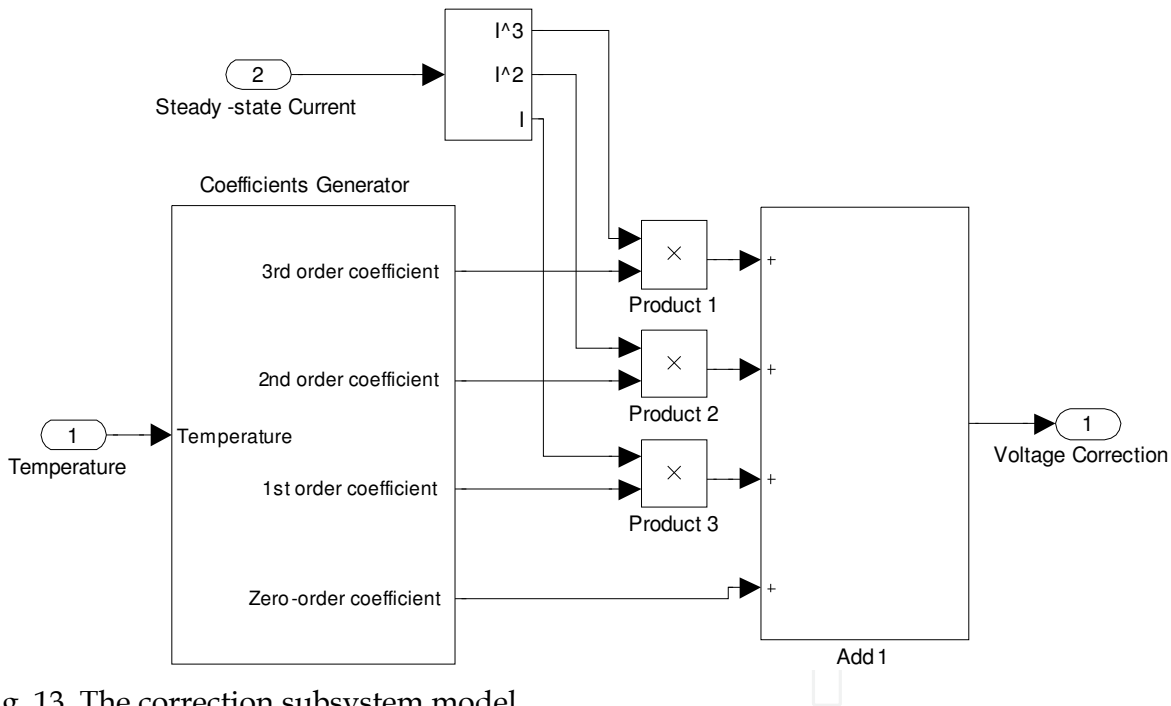 I^3
2
I^2
Steady -state Current
I
Coefficients Generator
3rd order coefficient
×
+
Product 1
2nd order coefficient
×
+
Product 2
1
Temperature
Temperature
1
Voltage Correction
1st order coefficient
×
+
Product 3
Zero-order coefficient
+
Add 1
g. 13. The correction subsystem model